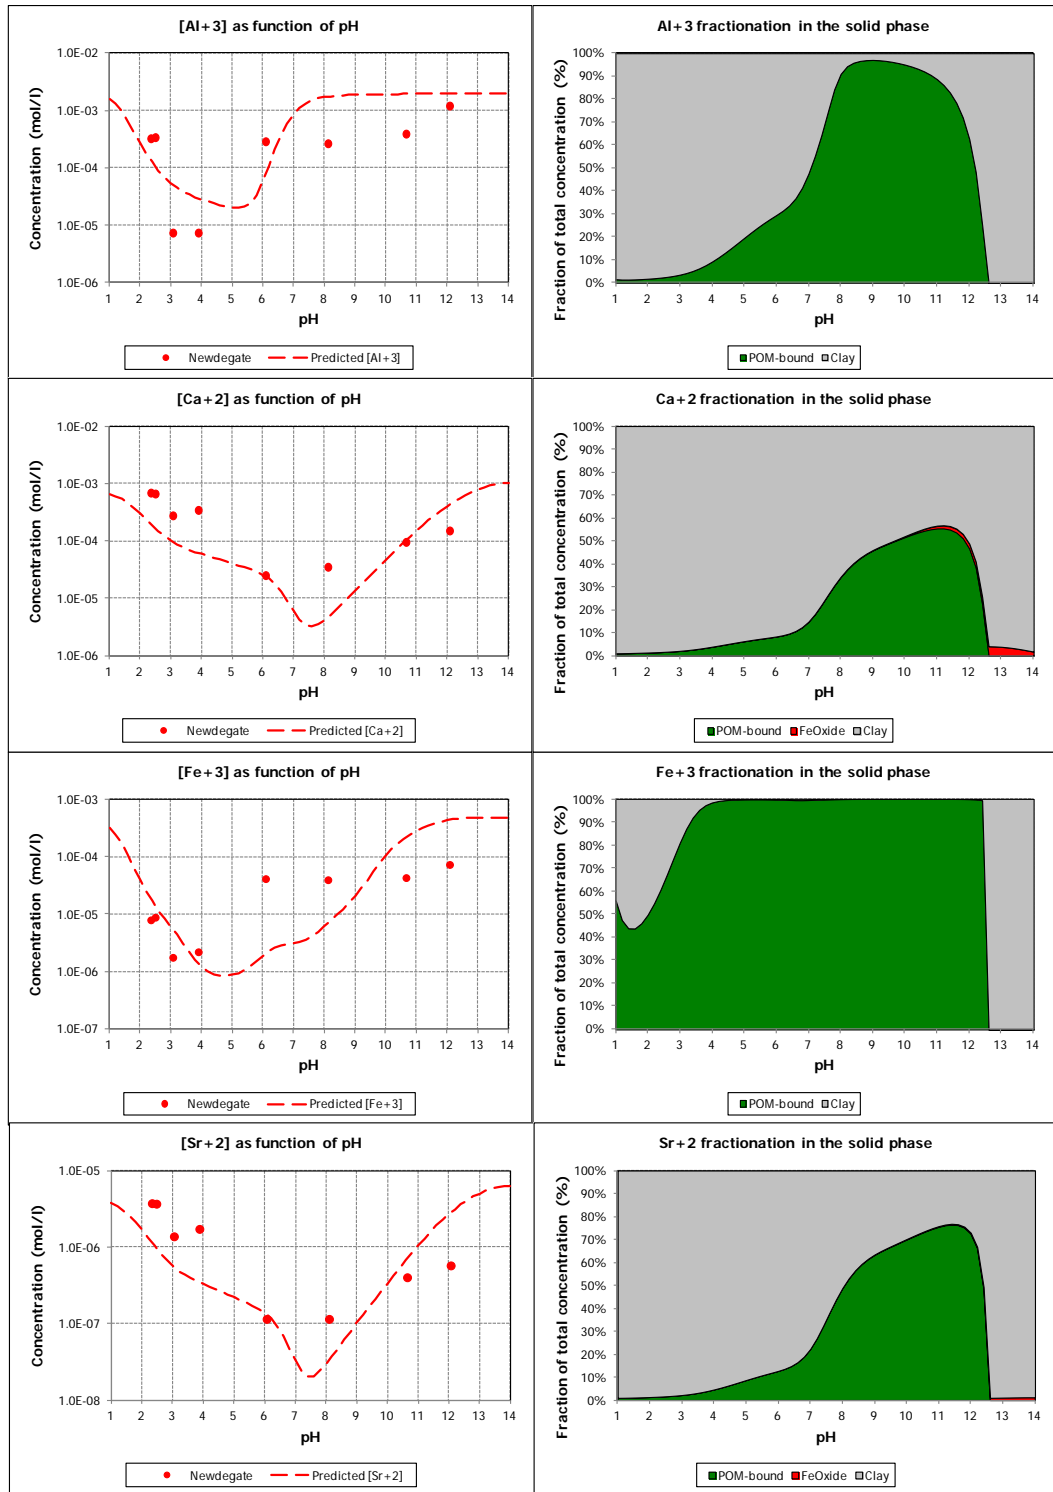 [Al+3] as function of pH
Concentration (mol/l)
1.0E-02
1.0E-03
1.0E-04
1.0E-05
1.0E-06
1 2 3 4 5 6 7 8 9 10 11 12 13 14
pH
Newdegate Predicted [Al+3]
Al+3 fractionation in the solid phase
Fraction of total concentration (%)
100%
90%
80%
70%
60%
50%
40%
30%
20%
10%
0%
1 2 3 4 5 6 7 8 9 10 11 12 13 14
pH
POM-bound Clay
[Ca+2] as function of pH
Concentration (mol/l)
1.0E-02
1.0E-03
1.0E-04
1.0E-05
1.0E-06
1 2 3 4 5 6 7 8 9 10 11 12 13 14
pH
Newdegate Predicted [Ca+2]
Ca+2 fractionation in the solid phase
Fraction of total concentration (%)
100%
90%
80%
70%
60%
50%
40%
30%
20%
10%
0%
1 2 3 4 5 6 7 8 9 10 11 12 13 14
pH
POM-bound FeOxide Clay
[Fe+3] as function of pH
Concentration (mol/l)
1.0E-03
1.0E-04
1.0E-05
1.0E-06
1.0E-07
1 2 3 4 5 6 7 8 9 10 11 12 13 14
pH
Newdegate Predicted [Fe+3]
Fe+3 fractionation in the solid phase
Fraction of total concentration (%)
100%
90%
80%
70%
60%
50%
40%
30%
20%
10%
0%
1 2 3 4 5 6 7 8 9 10 11 12 13 14
pH
POM-bound Clay
[Sr+2] as function of pH
Concentration (mol/l)
1.0E-05
1.0E-06
1.0E-07
1.0E-08
1 2 3 4 5 6 7 8 9 10 11 12 13 14
pH
Newdegate Predicted [Sr+2]
Sr+2 fractionation in the solid phase
Fraction of total concentration (%)
100%
90%
80%
70%
60%
50%
40%
30%
20%
10%
0%
1 2 3 4 5 6 7 8 9 10 11 12 13 14
pH
POM-bound FeOxide Clay